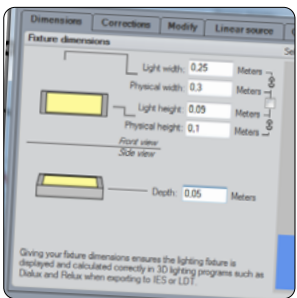 Dimensions Corrections Modify Linear source
Fixture dimensions
Light width: 0,25 Meters
Physical width: 0,3 Meters
Light height: 0.09 Meters
Physical height: 0,1 Meters
Front view
Side view
Depth: 0,05 Meters
Giving your fixture dimensions ensures the lighting fixture is
displayed and calculated correctly in 3D lighting programs such as
Dialux and Relux when exporting to IES or LDT.